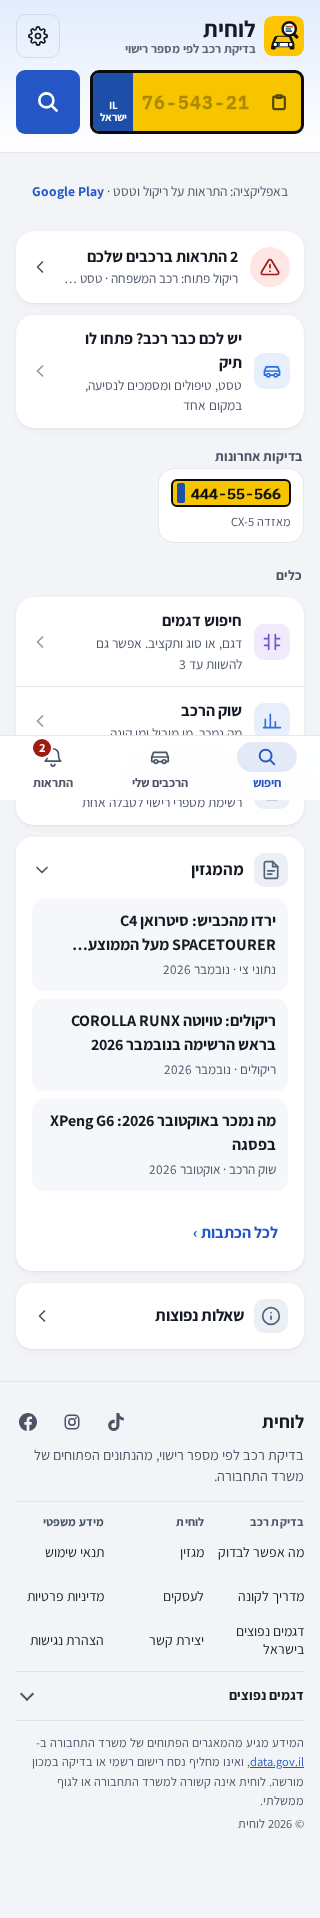 לוחית
בדיקת רכב לפי מספר רישוי
76-543-21
IL
ישראל
באפליקציה: התראות על ריקול וטסט · Google Play
2 התראות ברכבים שלכם
ריקול פתוח: רכב המשפחה · טסט ...
יש לכם כבר רכב? פתחו לו
תיק
טסט, טיפולים ומסמכים לנסיעה,
במקום אחד
בדיקות אחרונות
444-55-566
מאזדה CX-5
כלים
חיפוש דגמים
דגם, או סוג ותקציב. אפשר גם
להשוות עד 3
שוק הרכב
חיפוש
הרכבים שלי
התראות
2
רשימת מספרי רישוי לטבלה אחת
מהמגזין
ירדו מהכביש: סיטרואן C4
SPACETOURER מעל הממוצע...
נתוני צי · נובמבר 2026
ריקולים: טויוטה COROLLA RUNX
בראש הרשימה בנובמבר 2026
ריקולים · נובמבר 2026
מה נמכר באוקטובר 2026: XPeng G6
בפסגה
שוק הרכב · אוקטובר 2026
לכל הכתבות ›
שאלות נפוצות
לוחית
בדיקת רכב לפי מספר רישוי, מהנתונים הפתוחים של
משרד התחבורה.
בדיקת רכב
לוחית
מידע משפטי
מה אפשר לבדוק
מגזין
תנאי שימוש
מדריך לקונה
לעסקים
מדיניות פרטיות
דגמים נפוצים
בישראל
יצירת קשר
הצהרת נגישות
דגמים נפוצים
המידע מגיע מהמאגרים הפתוחים של משרד התחבורה ב-
data.gov.il, ואינו מחליף נסח רישום רשמי או בדיקה במכון
מורשה. לוחית אינה קשורה למשרד התחבורה או לגוף
ממשלתי.
© 2026 לוחית